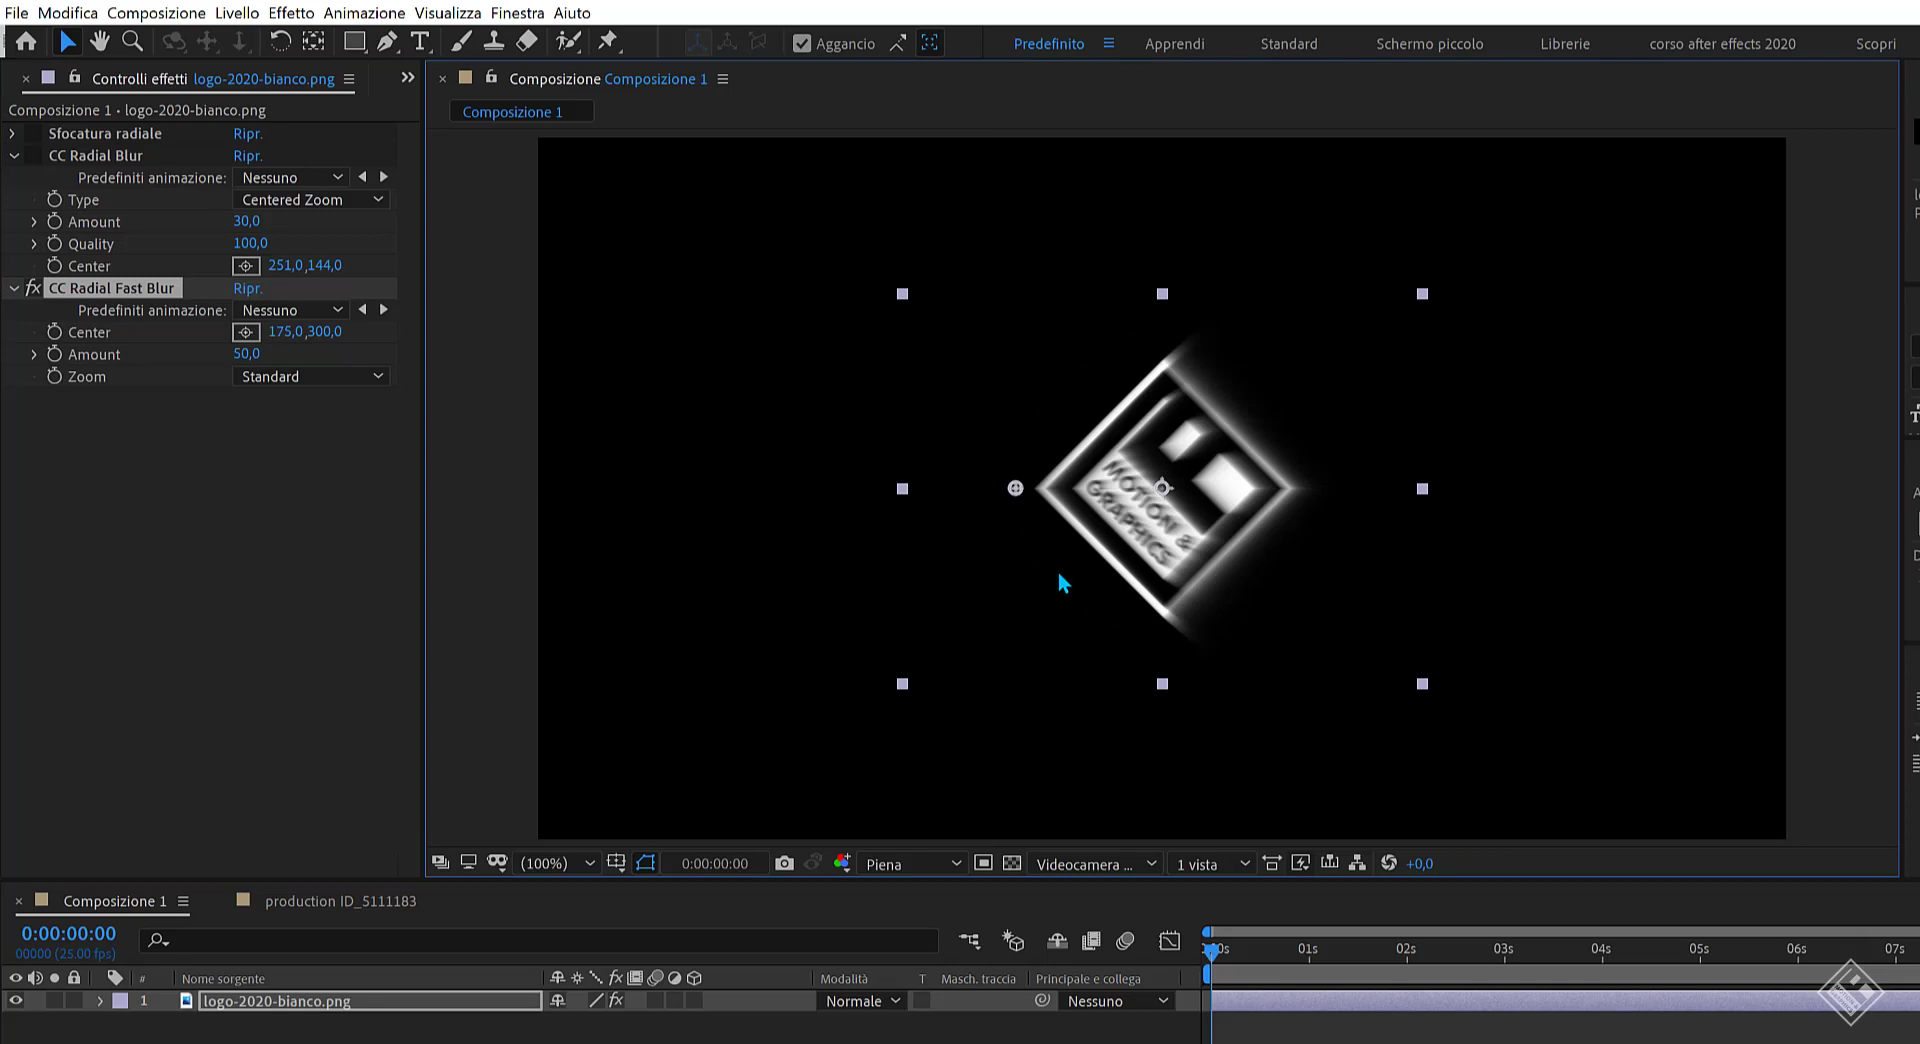 File Modifica Composizione Livello Effetto Animazione Visualizza Finestra Aiuto
Aggancio Predefinito Apprendi Standard Schermo piccolo Librerie corso after effects 2020 Scopri
Controlli effetti logo-2020-bianco.png
Composizione Composizione 1
Composizione 1 • logo-2020-bianco.png
Composizione 1
Sfocatura radiale Ripr.
CC Radial Blur Ripr.
Predefiniti animazione: Nessuno
Type Centered Zoom
Amount 30,0
Quality 100,0
Center 251,0,144,0
fx CC Radial Fast Blur Ripr.
Predefiniti animazione: Nessuno
Center 175,0,300,0
Amount 50,0
Zoom Standard
MOTION &
GRAPHICS
(100%) 0:00:00:00 Piena Videocamera ... 1 vista +0,0
Composizione 1 production ID_5111183
0:00:00:00
00000 (25.00 fps)
01s 02s 03s 04s 05s 06s 07s
# Nome sorgente fx Modalità T Masch. traccia Principale e collega
1 logo-2020-bianco.png fx Normale Nessuno